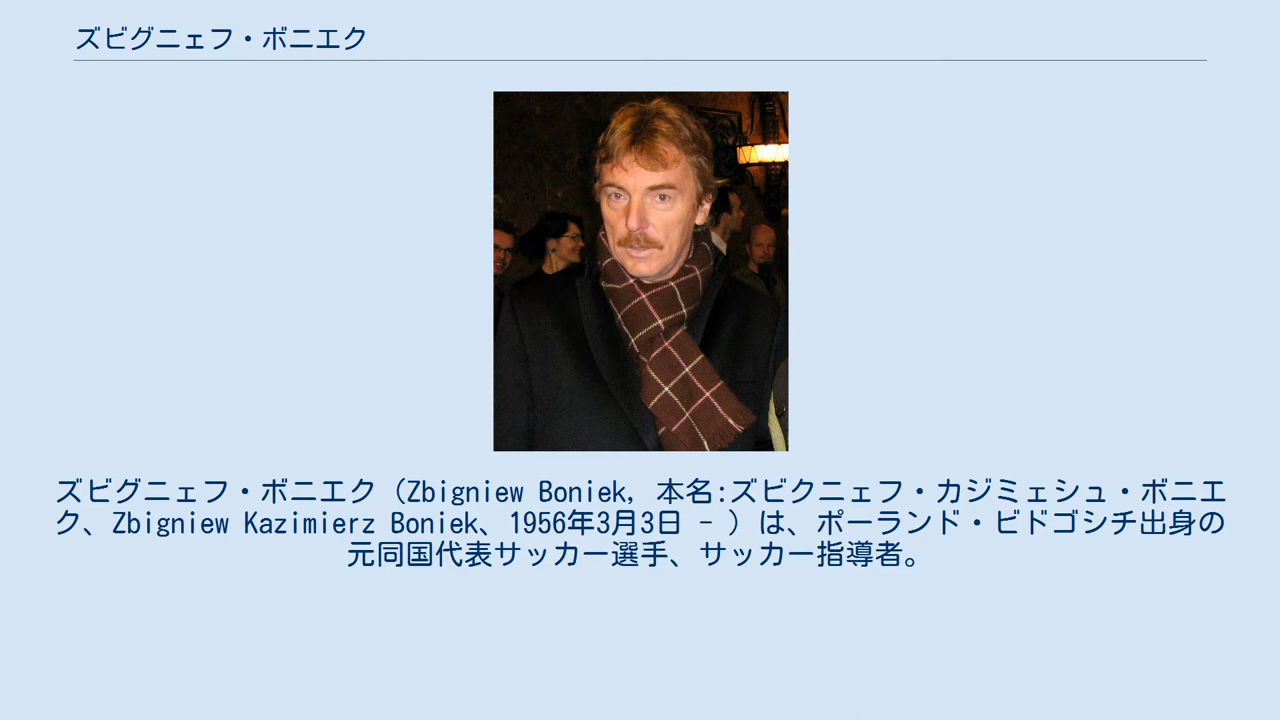 ズビグニェフ・ボニエク
ズビグニェフ・ボニエク（Zbigniew Boniek, 本名:ズビクニェフ・カジミェシュ・ボニエ
ク、Zbigniew Kazimierz Boniek、1956年3月3日 - ）は、ポーランド・ビドゴシチ出身の
元同国代表サッカー選手、サッカー指導者。